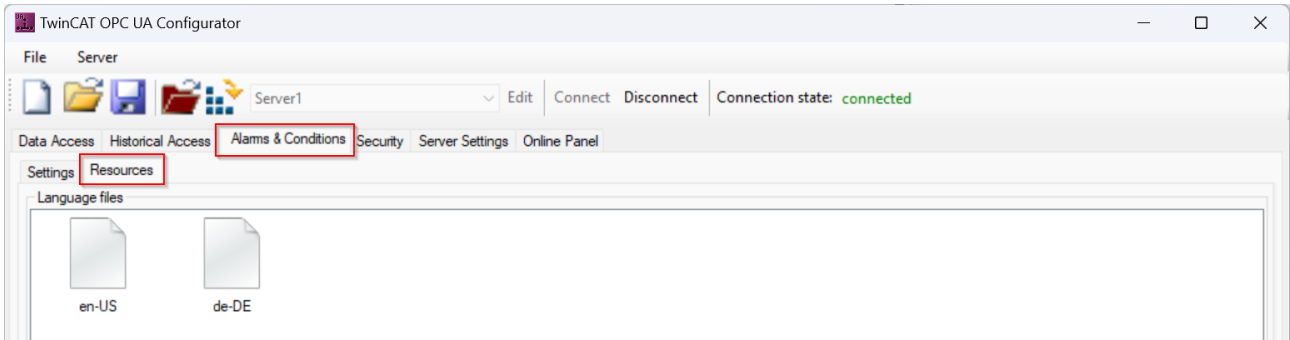 TwinCAT OPC UA Configurator
File Server
Server1 Edit Connect Disconnect Connection state: connected
Data Access Historical Access Alarms & Conditions Security Server Settings Online Panel
Settings Resources
Language files
en-US de-DE